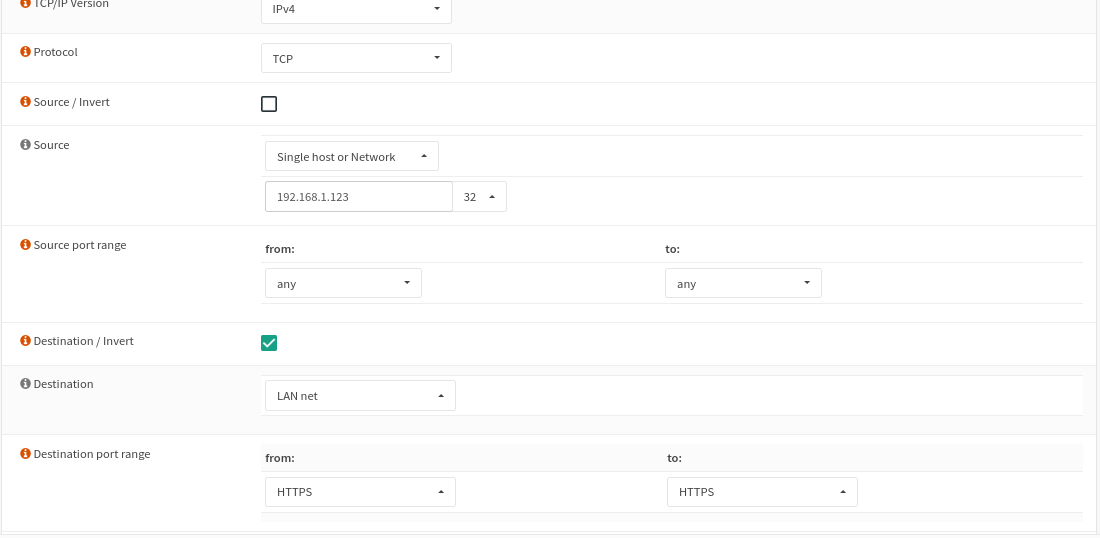 TCP/IP Version
IPv4
Protocol
TCP
Source / Invert
Source
Single host or Network
192.168.1.123
32
Source port range
from:
to:
any
any
Destination / Invert
Destination
LAN net
Destination port range
from:
to:
HTTPS
HTTPS